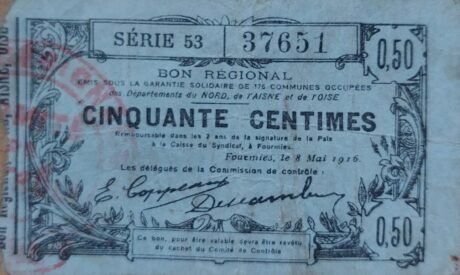 SÉRIE 53 37651 0,50
BON RÉGIONAL
ÉMIS SOUS LA GARANTIE SOLIDAIRE DE 175 COMMUNES OCCUPÉES
des Départements du NORD, de l'AISNE et de l'OISE
CINQUANTE CENTIMES
Remboursable dans les 2 ans de la signature de la Paix
à la Caisse du Syndicat, à Fourmies.
Fourmies, le 8 Mai 1916.
Les délégués de la Commission de contrôle :
0,50
Ce bon, pour être valable devra être revêtu
du cachet du Comité de Contrôle